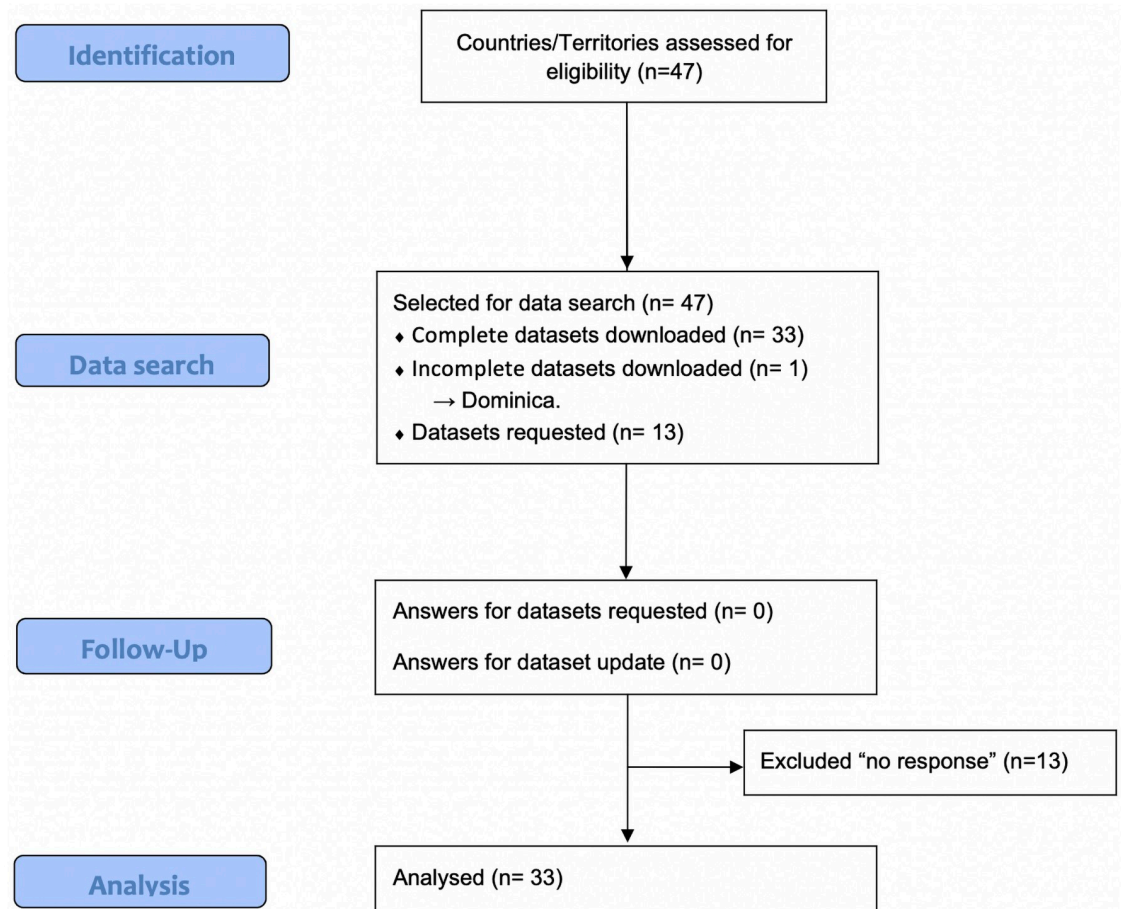 Identification
Countries/Territories assessed for
eligibility (n=47)
Data search
Selected for data search (n= 47)
⬧ Complete datasets downloaded (n= 33)
⬧ Incomplete datasets downloaded (n= 1)
→ Dominica.
⬧ Datasets requested (n= 13)
Follow-Up
Answers for datasets requested (n= 0)
Answers for dataset update (n= 0)
Excluded “no response” (n=13)
Analysis
Analysed (n= 33)